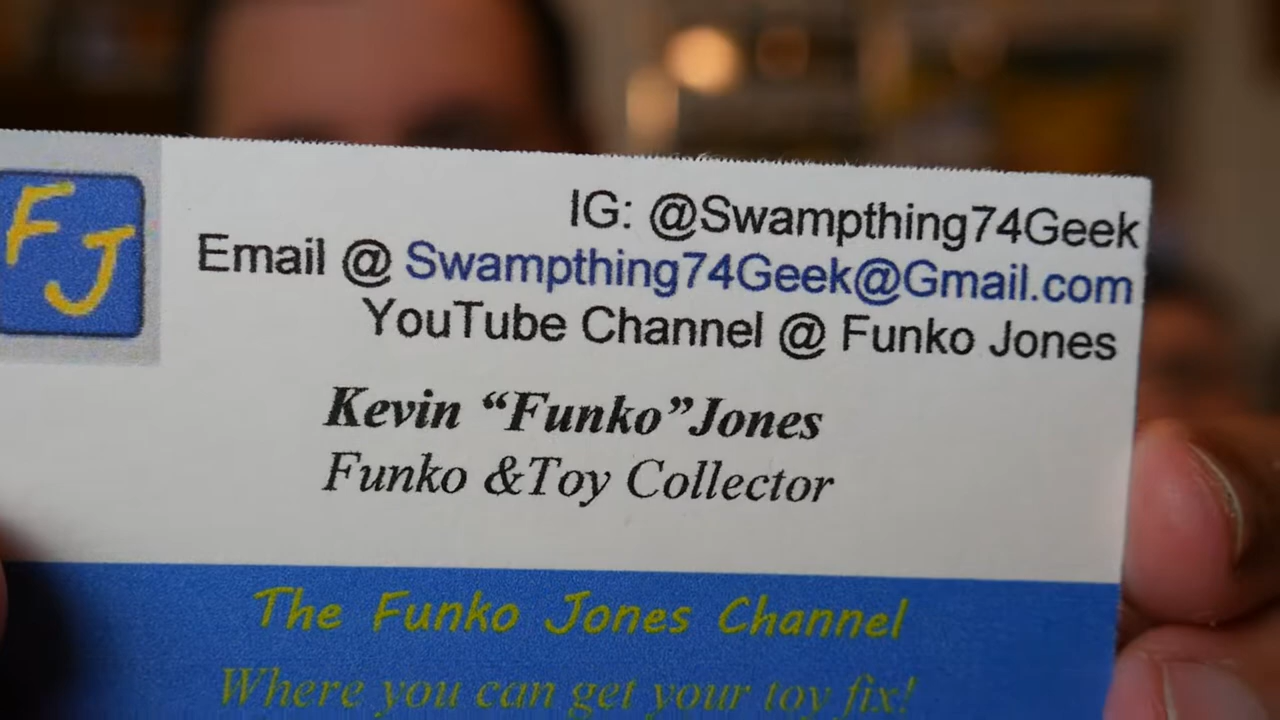 FJ
IG: @Swampthing74Geek
Email @ Swampthing74Geek@Gmail.com
YouTube Channel @ Funko Jones
Kevin “Funko”Jones
Funko &Toy Collector
The Funko Jones Channel
Where you can get your toy fix!